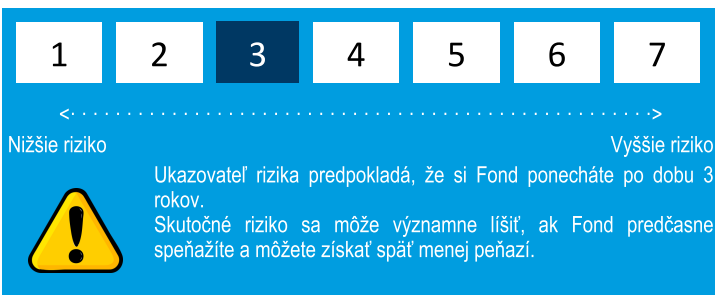 1 2 3 4 5 6 7
<· · · · · · · · · · · · · · · · · · · · · · · · · · · · · · · · · · · · · · · · · · · · · · · · · · · ·>
Nižšie riziko Vyššie riziko
Ukazovateľ rizika predpokladá, že si Fond ponecháte po dobu 3
rokov.
Skutočné riziko sa môže významne líšiť, ak Fond predčasne
speňažíte a môžete získať späť menej peňazí.